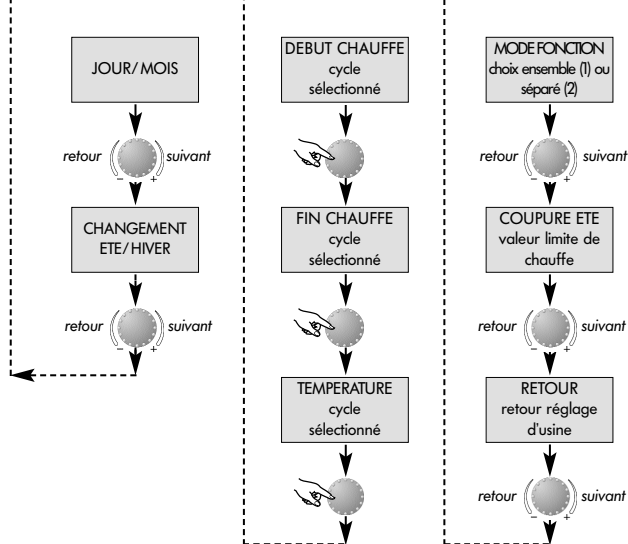 JOUR/ MOIS
retour
suivant
- +
CHANGEMENT
ETE/ HIVER
retour
suivant
- +
DEBUT CHAUFFE
cycle
sélectionné
FIN CHAUFFE
cycle
sélectionné
TEMPERATURE
cycle
sélectionné
MODE FONCTION
choix ensemble (1) ou
séparé (2)
retour
suivant
- +
COUPURE ETE
valeur limite de
chauffe
retour
suivant
- +
RETOUR
retour réglage
d'usine
retour
suivant
- +